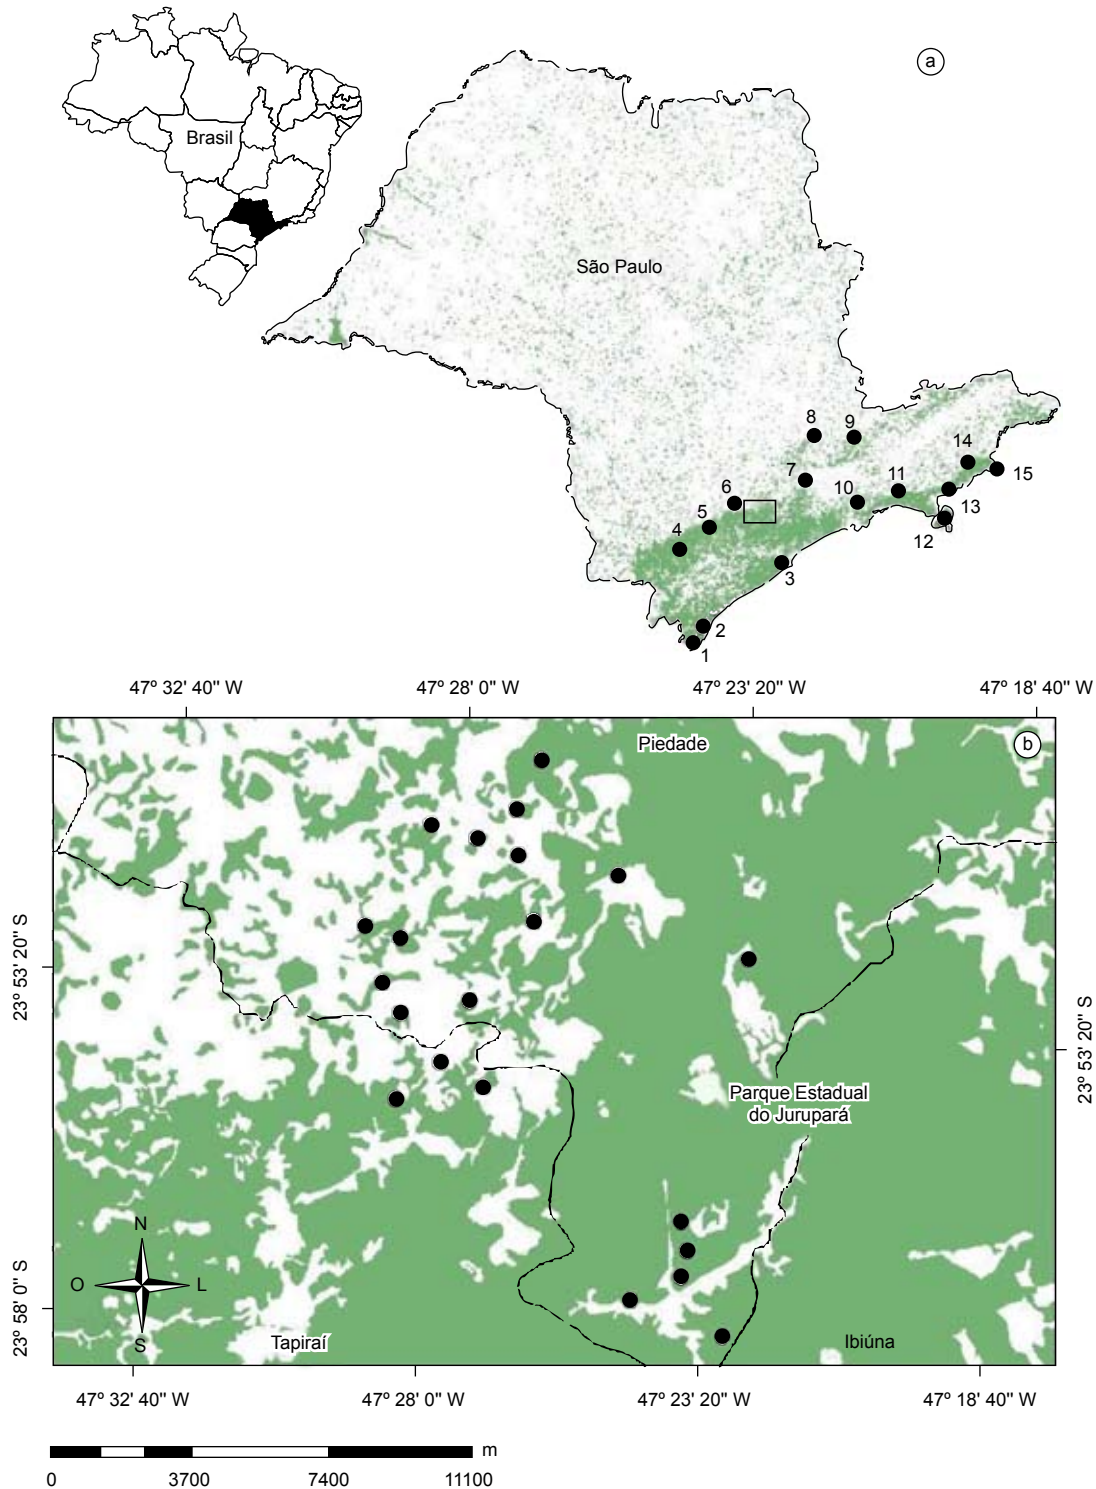 a
Brasil
São Paulo
8
9
14
7
15
6
10
11
13
5
12
4
3
2
1
47º 32' 40" W
47º 28' 0" W
47º 23' 20" W
47º 18' 40" W
Piedade
b
23º 53' 20" S
23º 53' 20" S
Parque Estadual
do Jurupará
N
O
L
S
23º 58' 0" S
Tapiraí
Ibiúna
47º 32' 40" W
47º 28' 0" W
47º 23' 20" W
47º 18' 40" W
m
0
3700
7400
11100